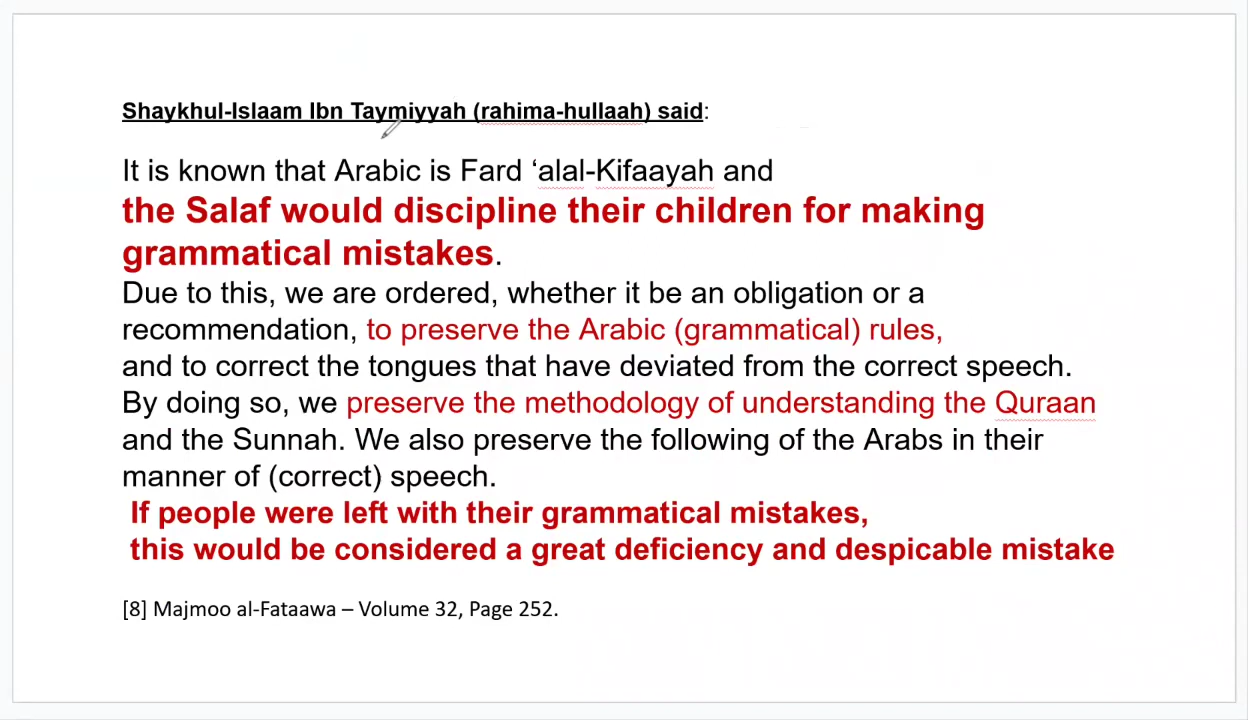 Shaykhul-Islaam Ibn Taymiyyah (rahima-hullaah) said:
It is known that Arabic is Fard ‘alal-Kifaayah and
the Salaf would discipline their children for making
grammatical mistakes.
Due to this, we are ordered, whether it be an obligation or a
recommendation, to preserve the Arabic (grammatical) rules,
and to correct the tongues that have deviated from the correct speech.
By doing so, we preserve the methodology of understanding the Quraan
and the Sunnah. We also preserve the following of the Arabs in their
manner of (correct) speech.
If people were left with their grammatical mistakes,
this would be considered a great deficiency and despicable mistake
[8] Majmoo al-Fataawa – Volume 32, Page 252.